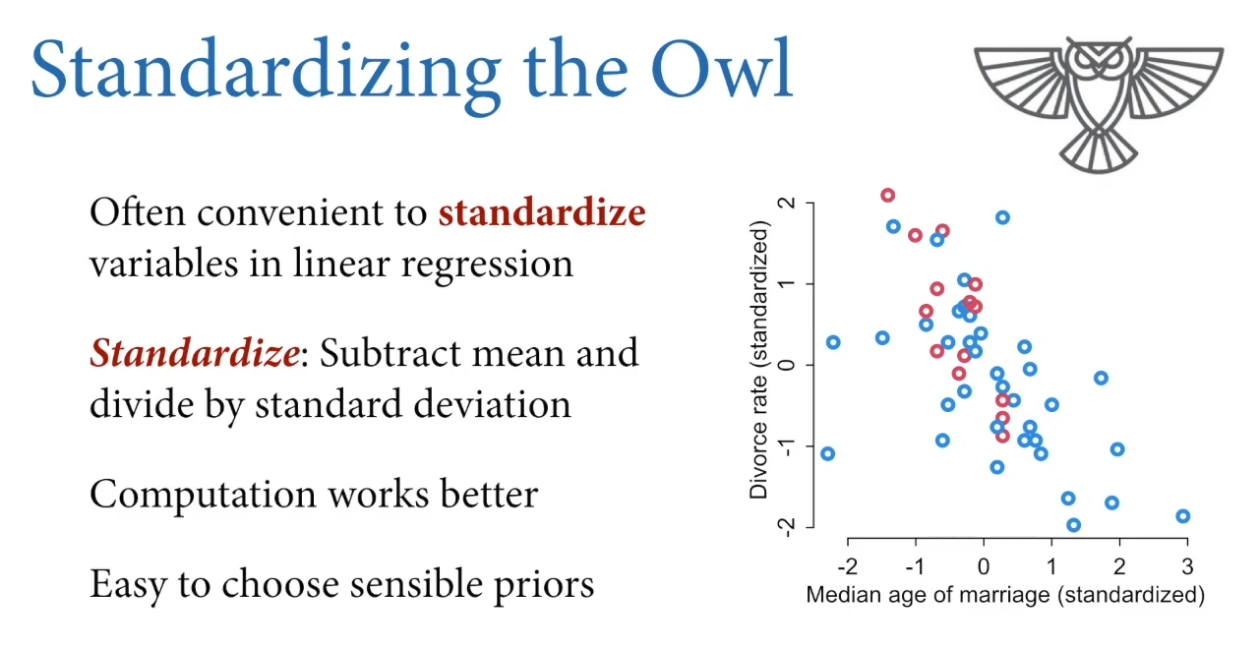 Standardizing the Owl
Often convenient to standardize
variables in linear regression
Standardize: Subtract mean and
divide by standard deviation
Computation works better
Easy to choose sensible priors
Divorce rate (standardized)
2
1
0
-1
-2
-2 -1 0 1 2 3
Median age of marriage (standardized)